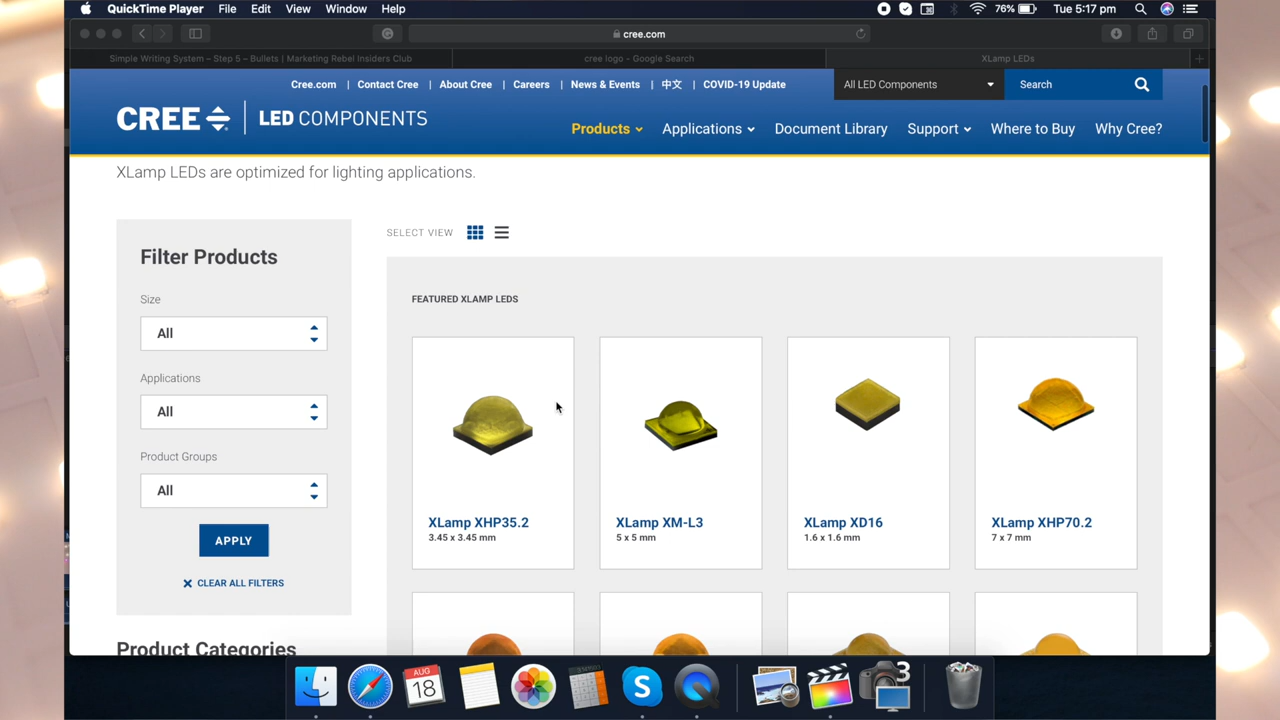 QuickTime Player File Edit View Window Help 76% Tue 5:17 pm
cree.com
Simple Writing System – Step 5 – Bullets | Marketing Rebel Insiders Club cree logo - Google Search XLamp LEDs
Cree.com | Contact Cree | About Cree | Careers | News & Events | 中文 | COVID-19 Update All LED Components Search
CREE LED COMPONENTS
Products Applications Document Library Support Where to Buy Why Cree?
XLamp LEDs are optimized for lighting applications.
SELECT VIEW
Filter Products
Size
All
Applications
All
Product Groups
All
APPLY
CLEAR ALL FILTERS
Product Categories
FEATURED XLAMP LEDS
XLamp XHP35.2
3.45 x 3.45 mm
XLamp XM-L3
5 x 5 mm
XLamp XD16
1.6 x 1.6 mm
XLamp XHP70.2
7 x 7 mm
AUG
18
3